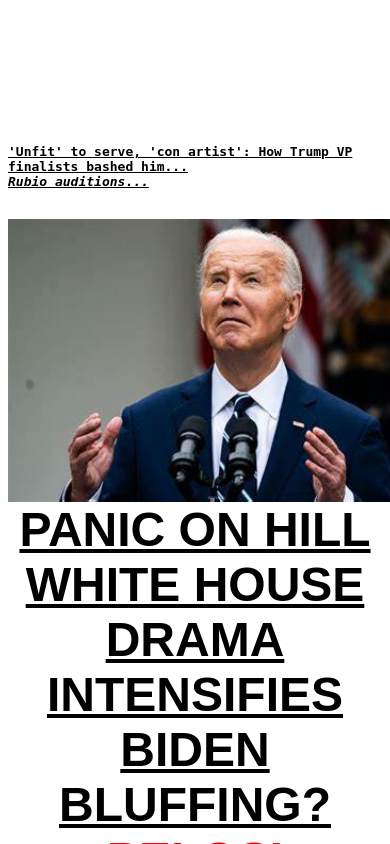 'Unfit' to serve, 'con artist': How Trump VP
finalists bashed him...
Rubio auditions...
PANIC ON HILL
WHITE HOUSE
DRAMA
INTENSIFIES
BIDEN
BLUFFING?